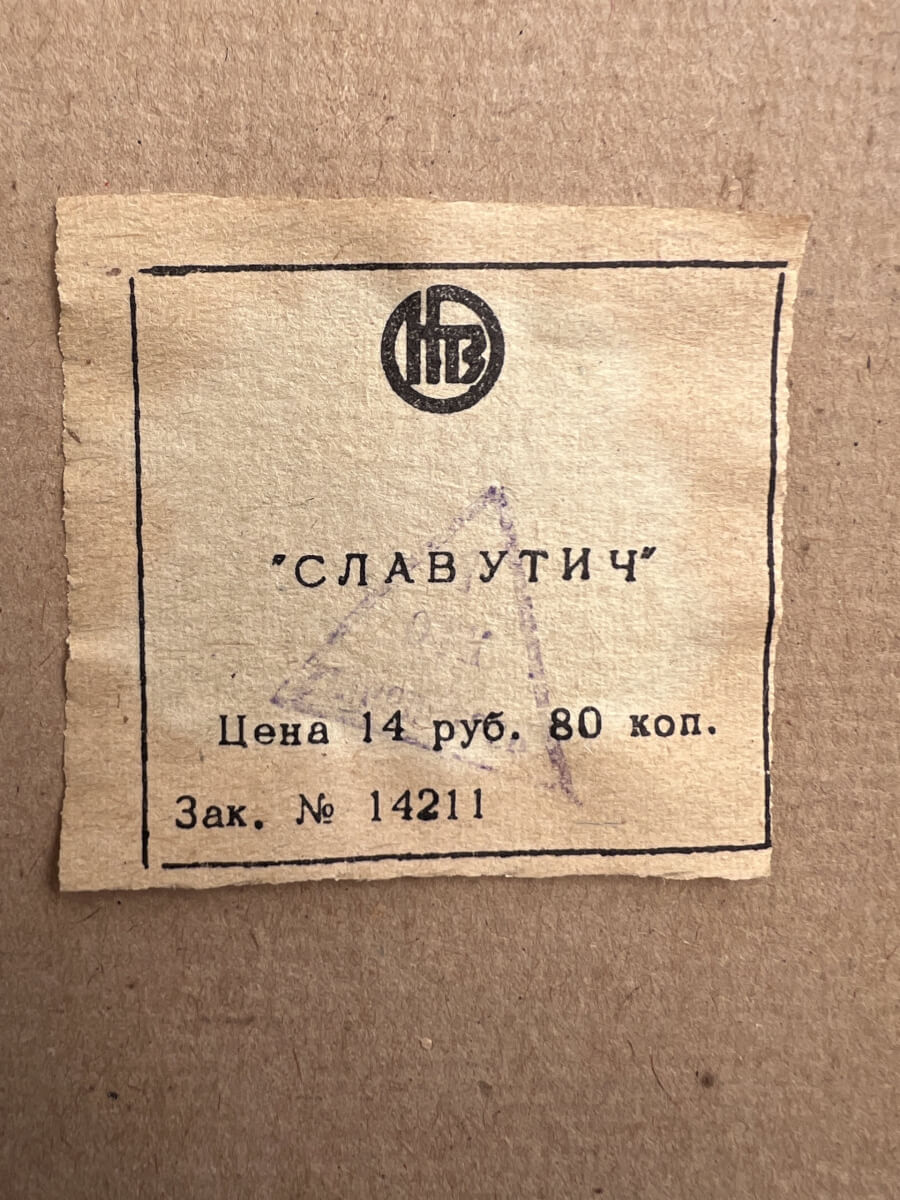 "СЛАВУТИЧ"
Цена 14 руб. 80 коп.
Зак. № 14211